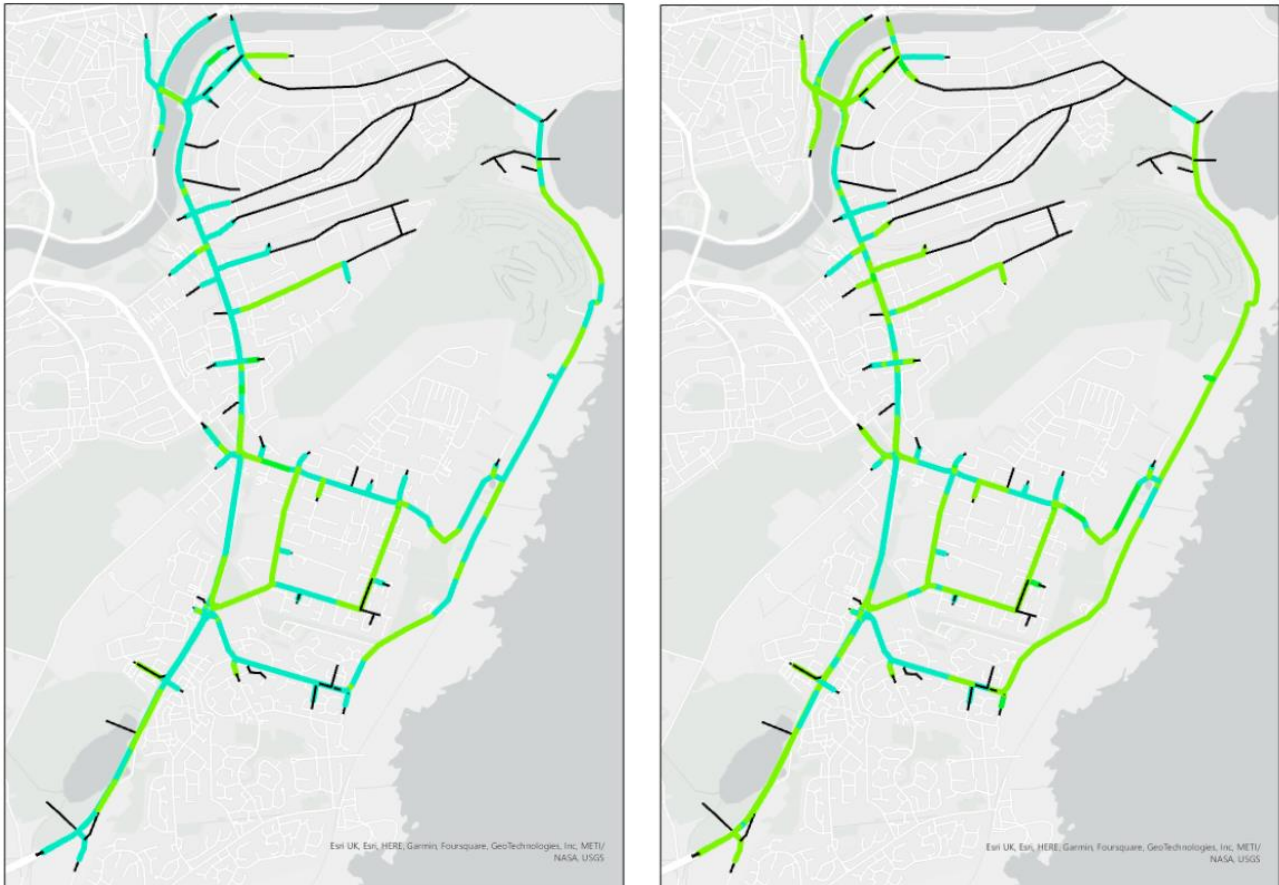 Esri UK, Esri, HERE, Garmin, Foursquare, GeoTechnologies, Inc, METI/
NASA, USGS
Esri UK, Esri, HERE, Garmin, Foursquare, GeoTechnologies, Inc, METI/
NASA, USGS